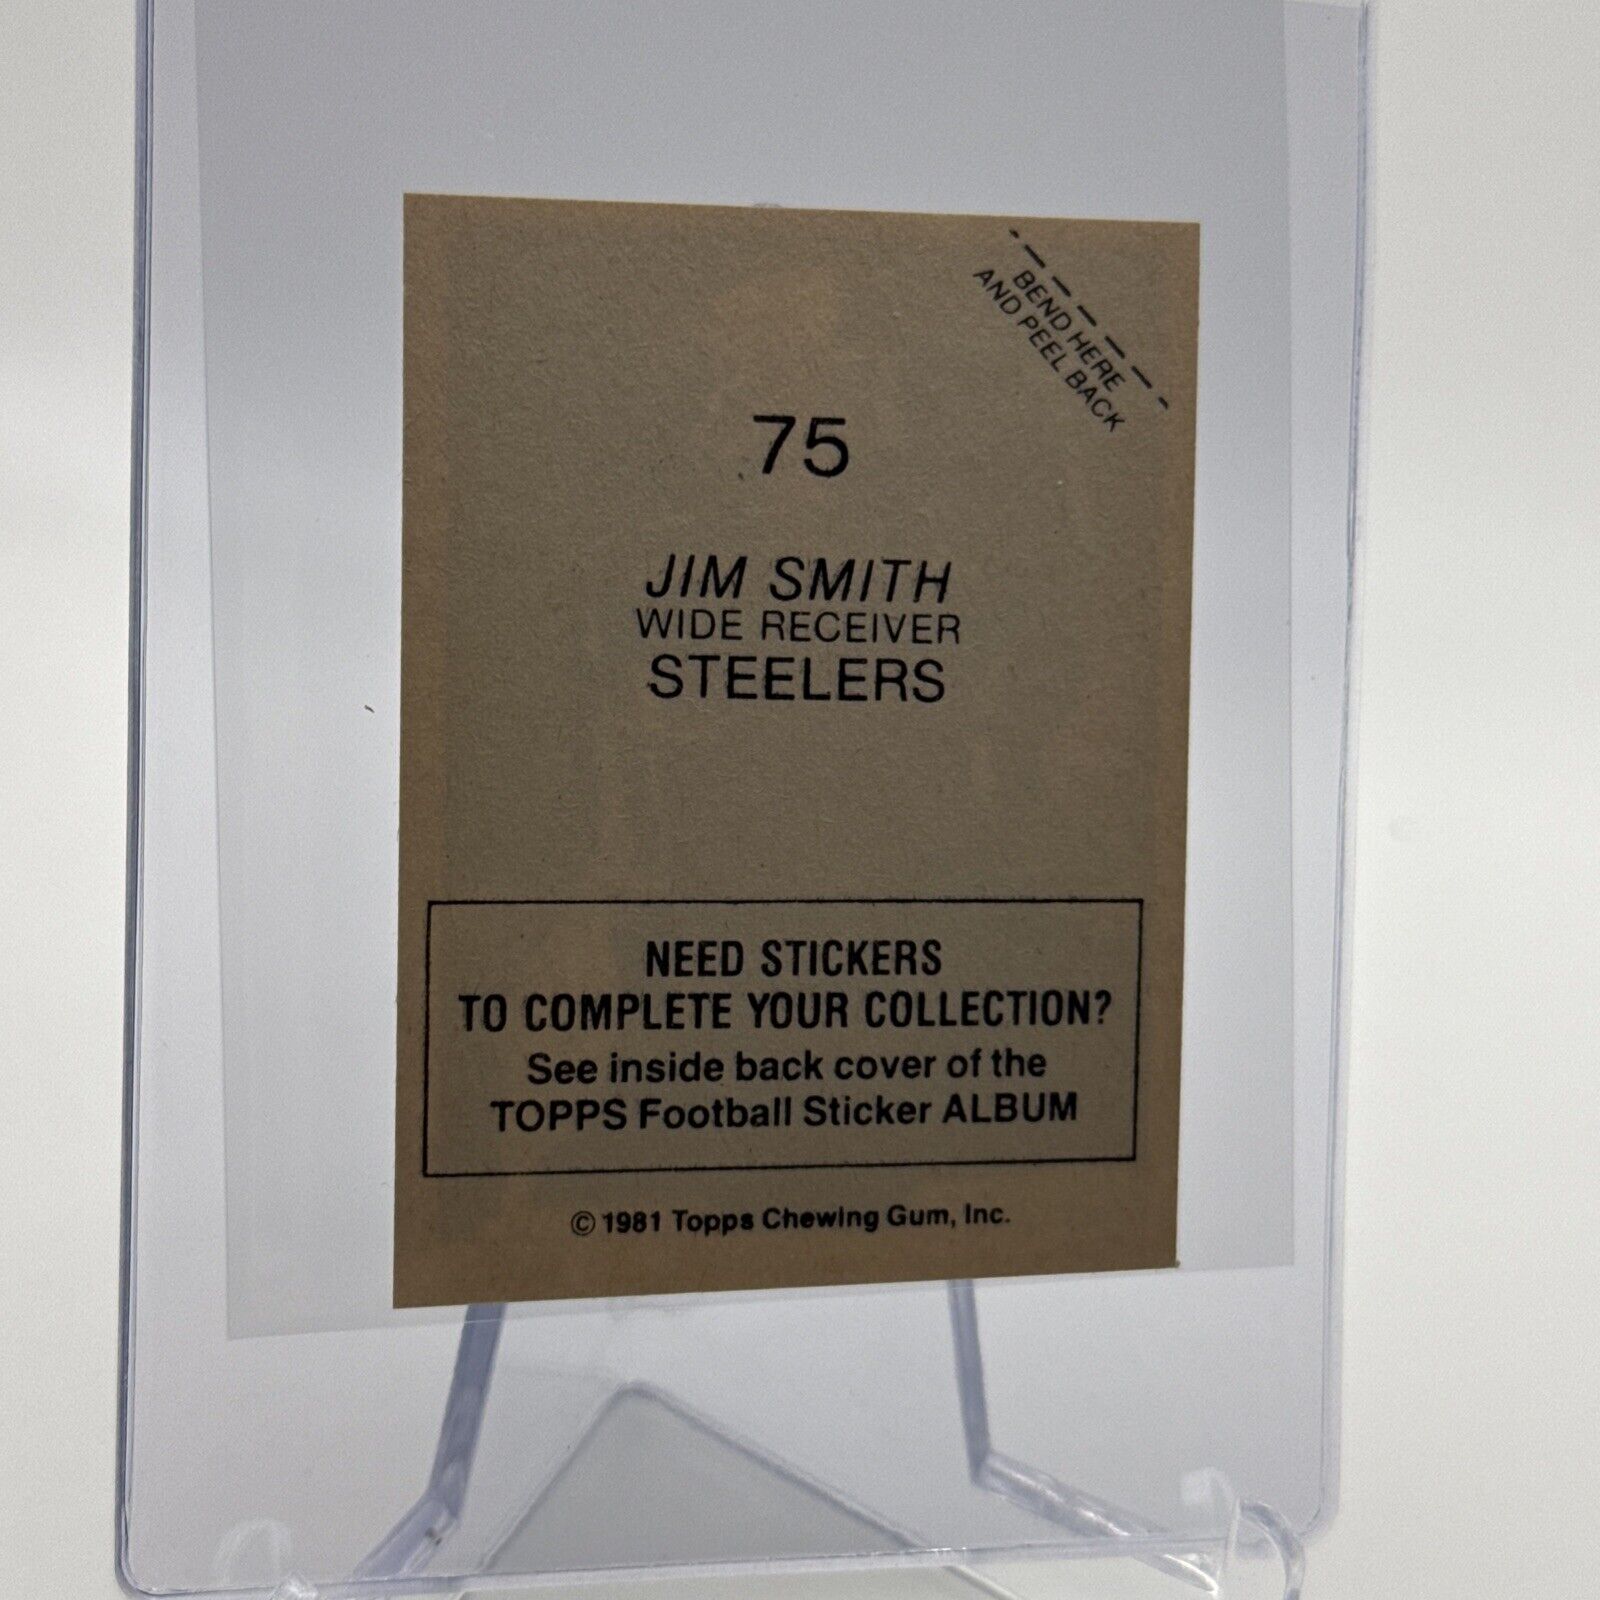 BEND HERE
AND PEEL BACK
75
JIM SMITH
WIDE RECEIVER
STEELERS
NEED STICKERS
TO COMPLETE YOUR COLLECTION?
See inside back cover of the
TOPPS Football Sticker ALBUM
© 1981 Topps Chewing Gum, Inc.